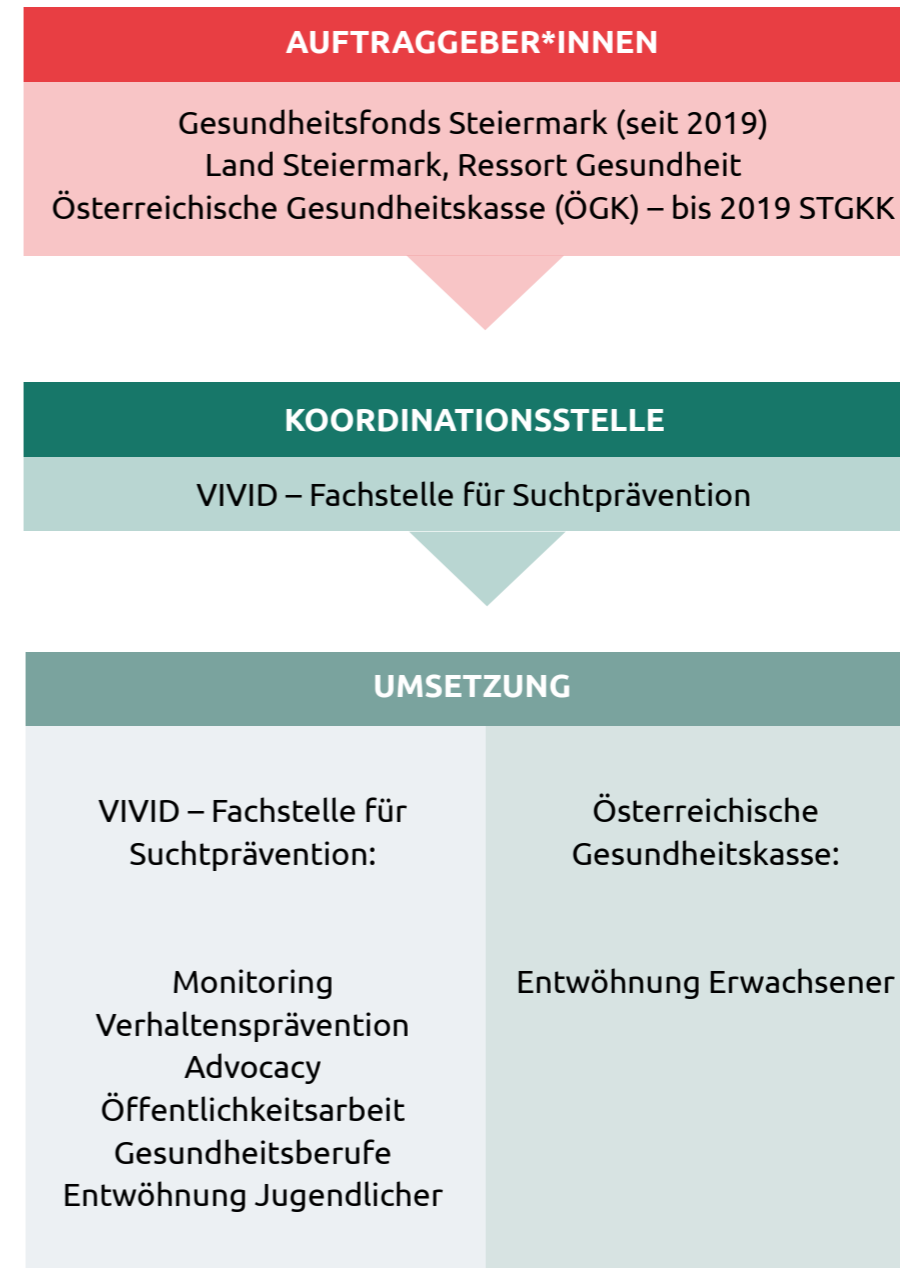 AUFTRAGGEBER*INNEN
Gesundheitsfonds Steiermark (seit 2019)
Land Steiermark, Ressort Gesundheit
Österreichische Gesundheitskasse (ÖGK) – bis 2019 STGKK
KOORDINATIONSSTELLE
VIVID – Fachstelle für Suchtprävention
UMSETZUNG
VIVID – Fachstelle für
Suchtprävention:
Monitoring
Verhaltensprävention
Advocacy
Öffentlichkeitsarbeit
Gesundheitsberufe
Entwöhnung Jugendlicher
Österreichische
Gesundheitskasse:
Entwöhnung Erwachsener